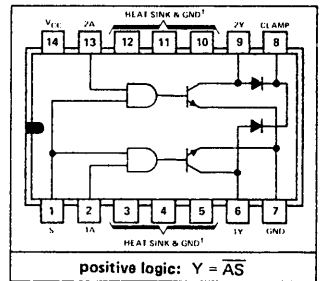 HEAT SINK & GND†
VCC 2A 2Y CLAMP
14 13 12 11 10 9 8
1 2 3 4 5 6 7
S 1A 1Y GND
HEAT SINK & GND†
positive logic: Y = A̅S̅